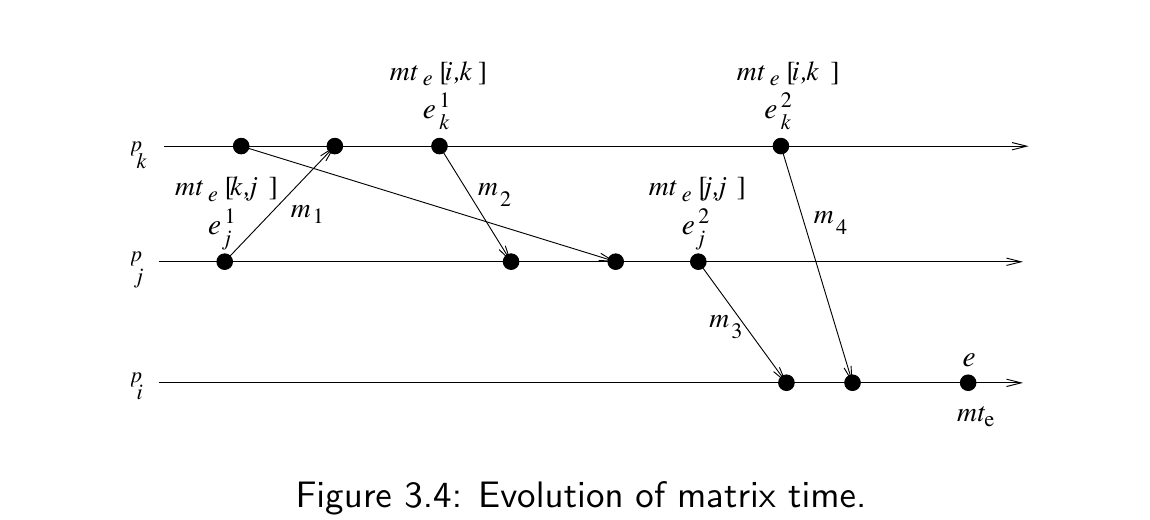 mt e [i,k ] mt e [i,k ]
e 1 k e 2 k
p k
mt e [k,j ] m 2 mt e [j,j ]
e 1 j m 1 e 2 j m 4
p j
m 3
e
p i
mt e
Figure 3.4: Evolution of matrix time.